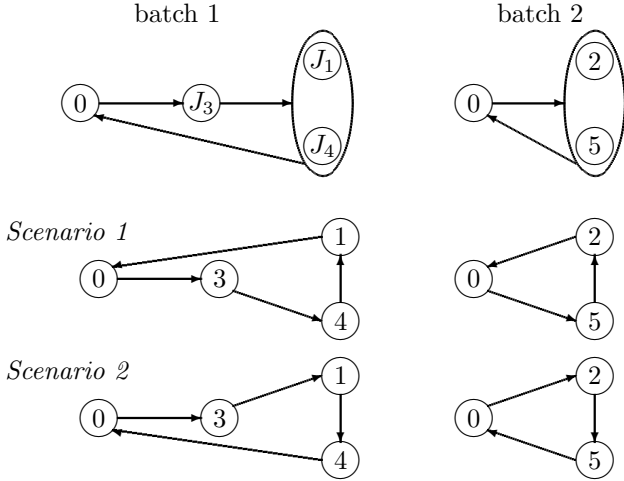 batch 1 batch 2
J₁ 2
0 J₃ 0
J₄ 5
Scenario 1 1 2
0 3 0
4 5
Scenario 2 1 2
0 3 0
4 5